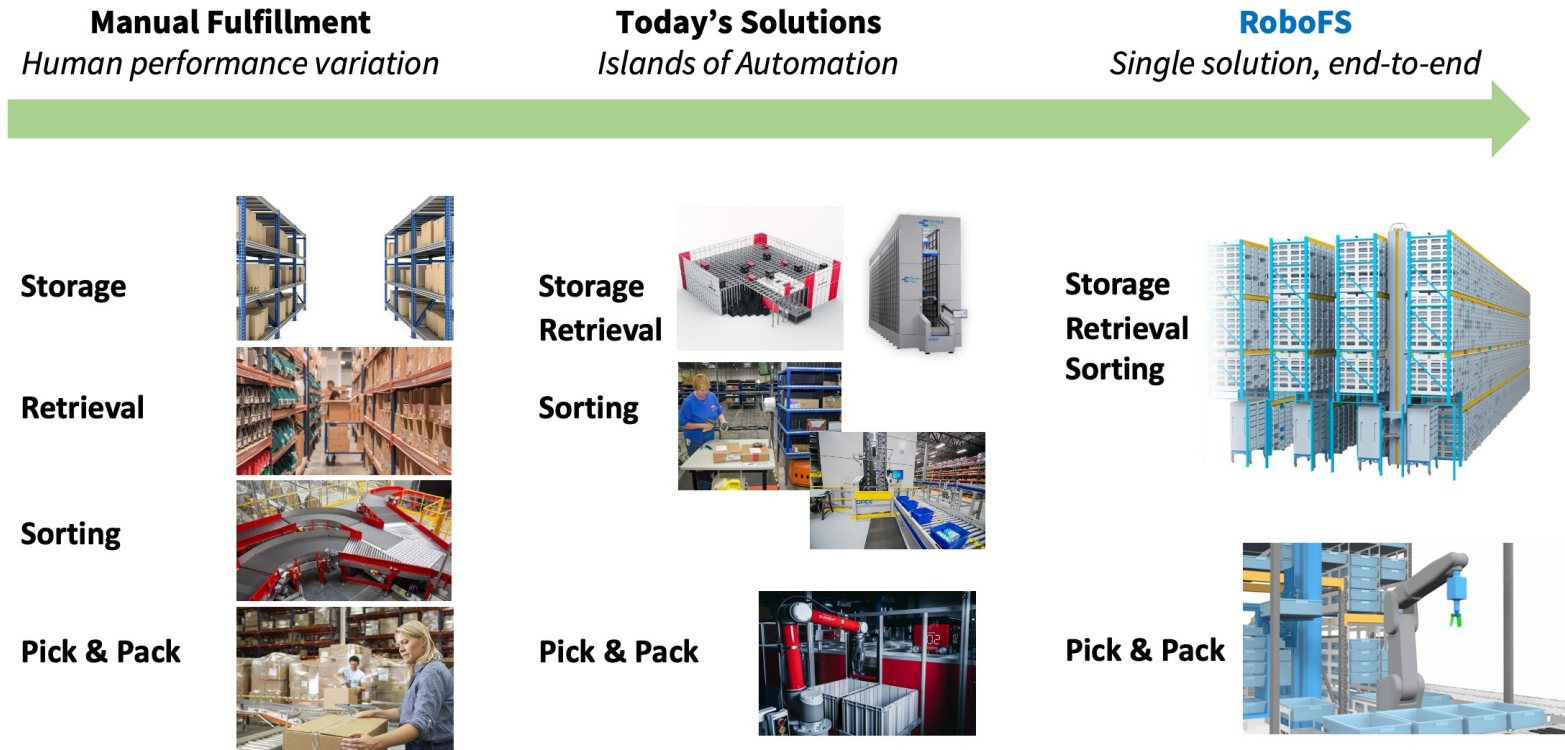 Manual Fulfillment
Human performance variation
Today’s Solutions
Islands of Automation
RoboFS
Single solution, end-to-end
Storage
Retrieval
Sorting
Pick & Pack
Storage
Retrieval
Sorting
OPEX
Pick & Pack
Storage
Retrieval
Sorting
Pick & Pack